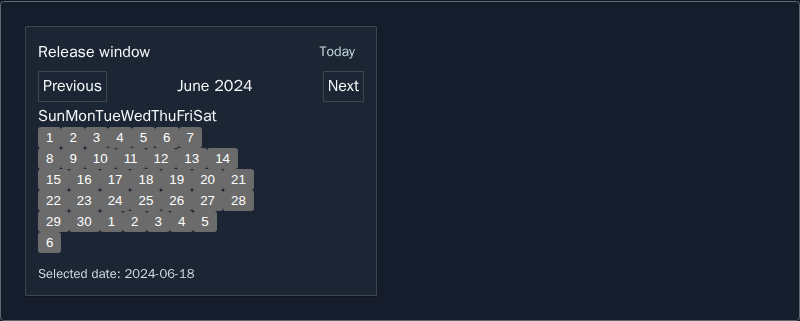 Release window Today
Previous June 2024 Next
SunMonTueWedThuFriSat
1 2 3 4 5 6 7
8 9 10 11 12 13 14
15 16 17 18 19 20 21
22 23 24 25 26 27 28
29 30 1 2 3 4 5
6
Selected date: 2024-06-18